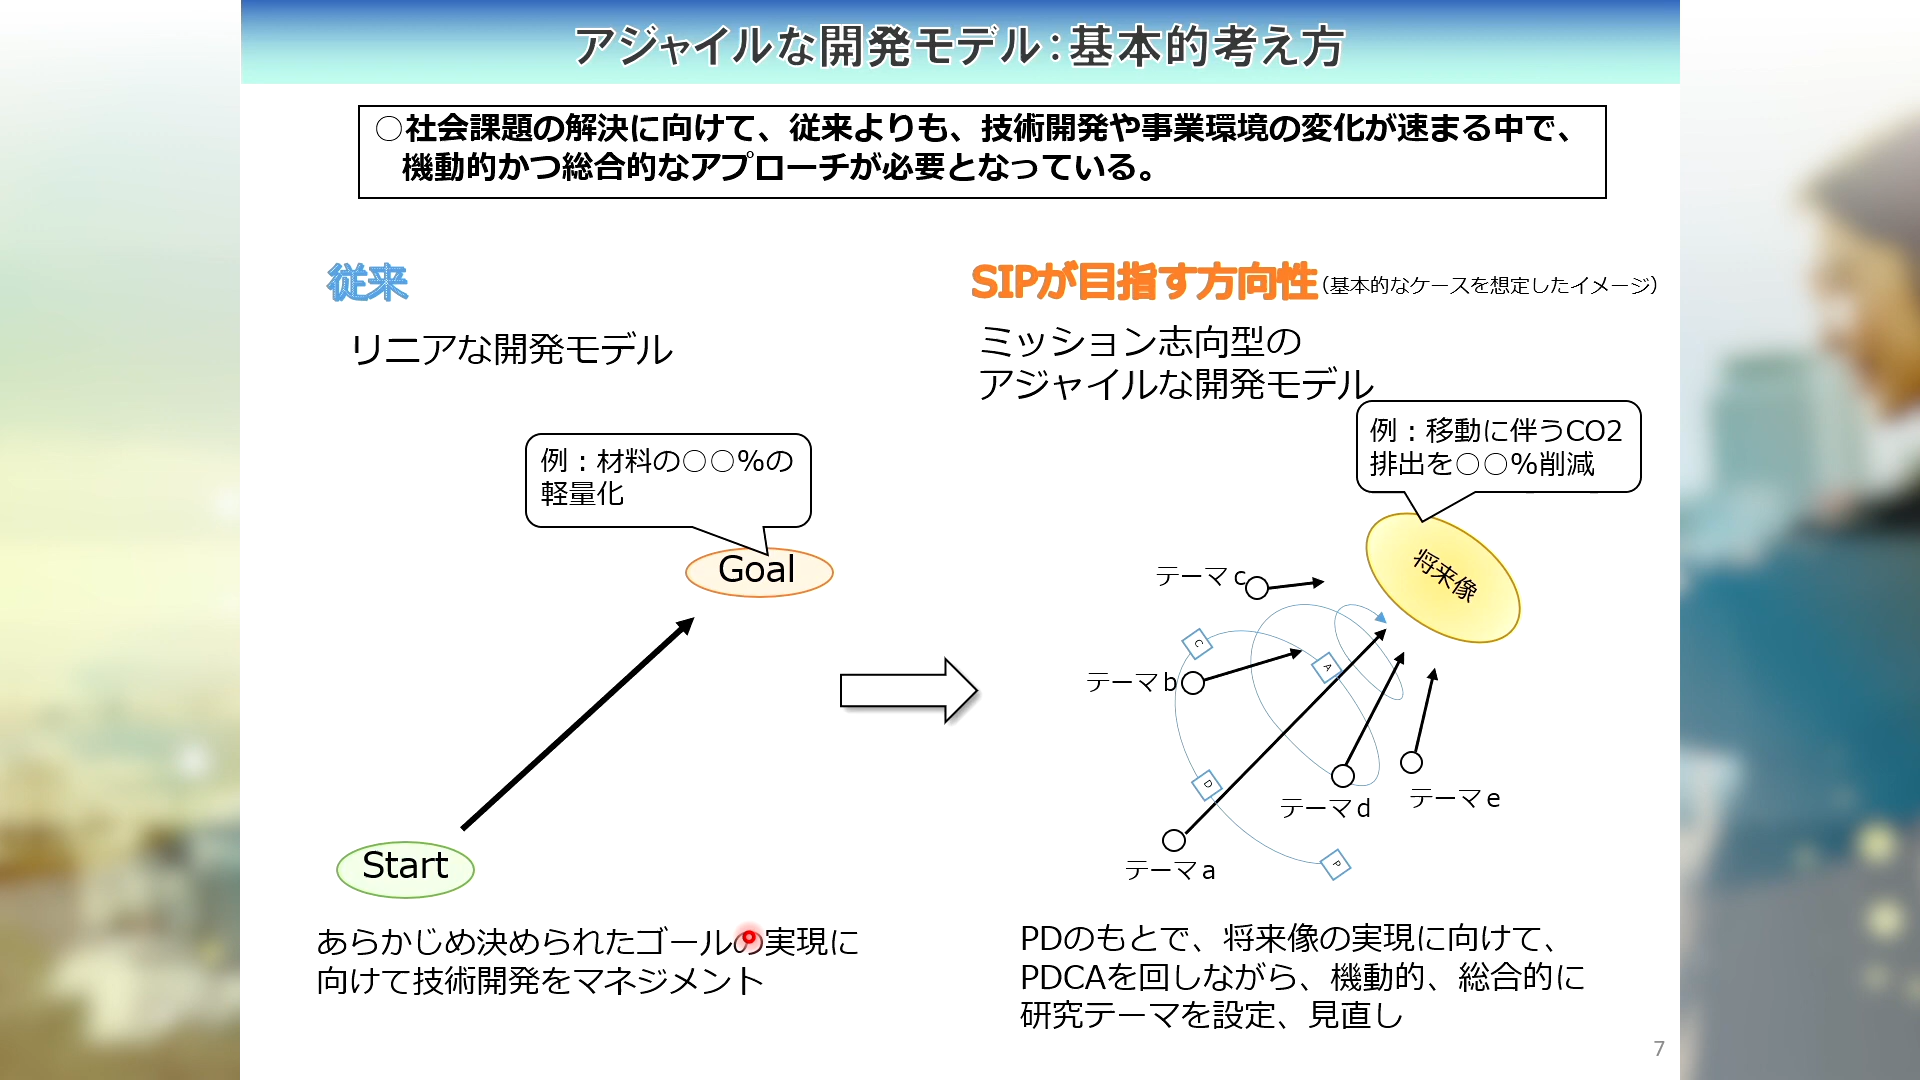 アジャイルな開発モデル：基本的考え方
○社会課題の解決に向けて、従来よりも、技術開発や事業環境の変化が速まる中で、
機動的かつ総合的なアプローチが必要となっている。
従来
リニアな開発モデル
例：材料の○○%の
軽量化
Goal
Start
あらかじめ決められたゴールの実現に
向けて技術開発をマネジメント
SIPが目指す方向性（基本的なケースを想定したイメージ）
ミッション志向型の
アジャイルな開発モデル
例：移動に伴うCO2
排出を○○%削減
将来像
テーマc
C
A
テーマb
D
テーマd
テーマe
テーマa
P
PDのもとで、将来像の実現に向けて、
PDCAを回しながら、機動的、総合的に
研究テーマを設定、見直し
7